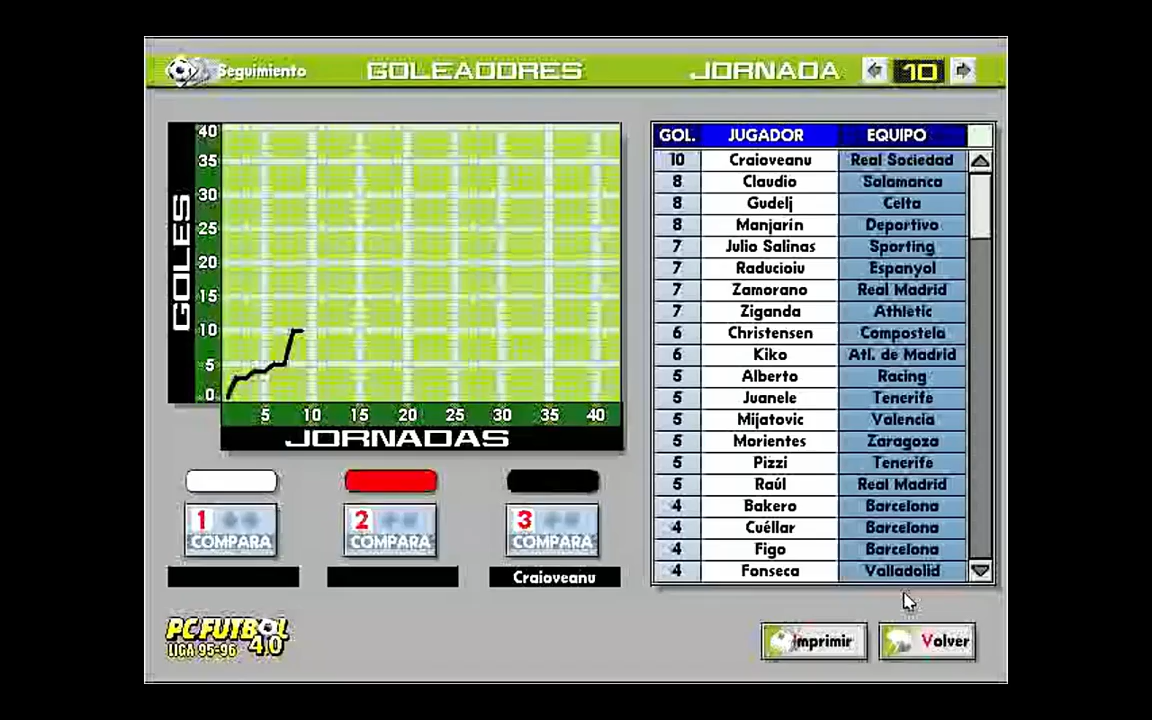 Seguimiento GOLEADORES JORNADA 10
GOLES
40
35
30
25
20
15
10
5
0
5 10 15 20 25 30 35 40
JORNADAS
GOL. JUGADOR EQUIPO
10 Craioveanu Real Sociedad
8 Claudio Salamanca
8 Gudelj Celta
8 Manjarín Deportivo
7 Julio Salinas Sporting
7 Raducioiu Espanyol
7 Zamorano Real Madrid
7 Ziganda Athletic
6 Christensen Compostela
6 Kiko Atl. de Madrid
5 Alberto Racing
5 Juanele Tenerife
5 Mijatovic Valencia
5 Morientes Zaragoza
5 Pizzi Tenerife
5 Raúl Real Madrid
4 Bakero Barcelona
4 Cuéllar Barcelona
4 Figo Barcelona
4 Fonseca Valladolid
1 COMPARA
2 COMPARA
3 COMPARA
Craioveanu
PC FUTBOL
LIGA 95-96 4.0
Imprimir
Volver